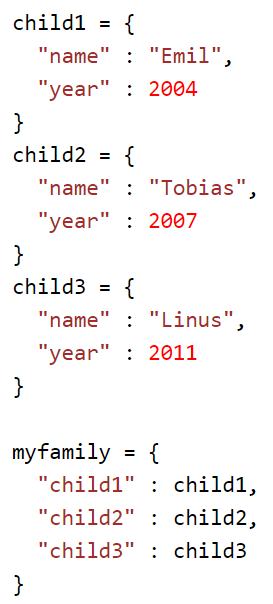 child1 = {
  "name" : "Emil",
  "year" : 2004
}
child2 = {
  "name" : "Tobias",
  "year" : 2007
}
child3 = {
  "name" : "Linus",
  "year" : 2011
}

myfamily = {
  "child1" : child1,
  "child2" : child2,
  "child3" : child3
}